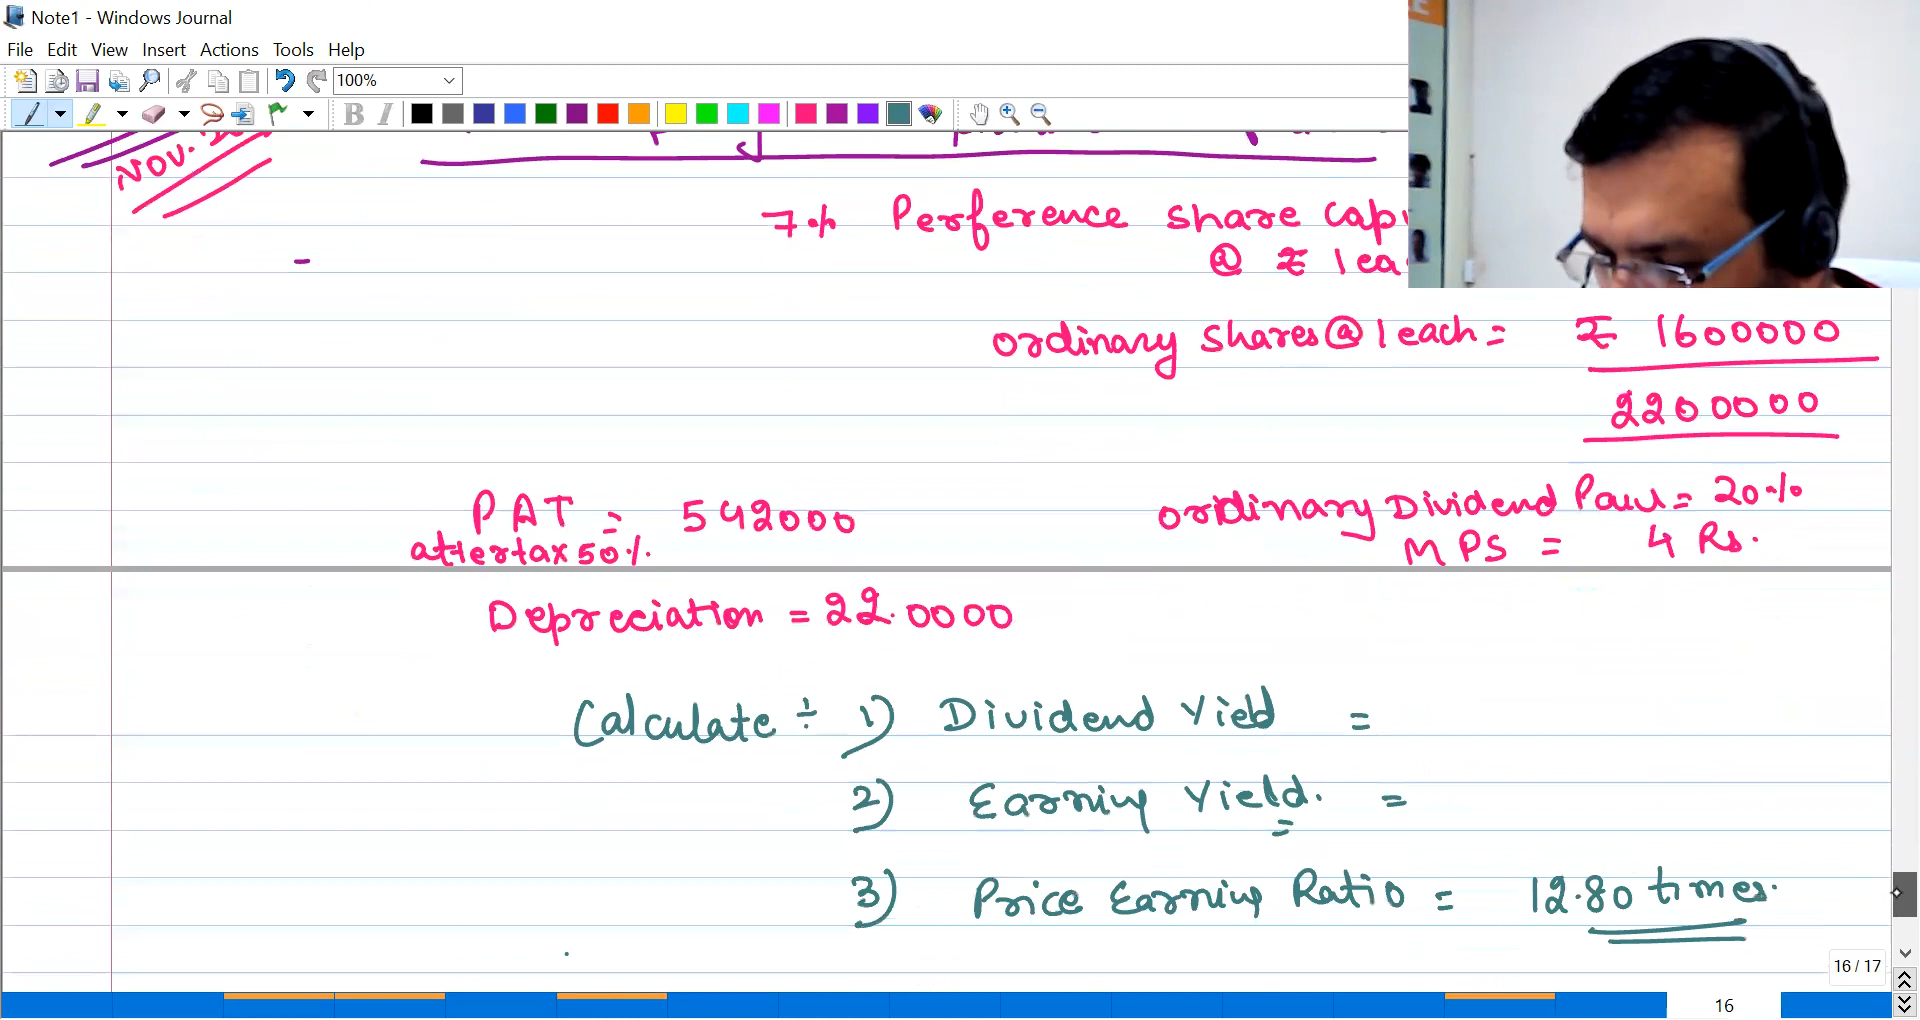 Note1 - Windows Journal
File Edit View Insert Actions Tools Help
100%
B I
Nov.
7% Perference share Cap
@ ₹ 1 ea
ordinary shares @ 1 each = ₹ 1600000
2200000
PAT = 542000
after tax 50%.
ordinary Dividend Paid = 20%
MPS = 4 Rs.
Depreciation = 22.0000
Calculate ÷ 1) Dividend Yield =
2) Earning Yield. =
3) Price Earning Ratio = 12.80 times.
16 / 17
16